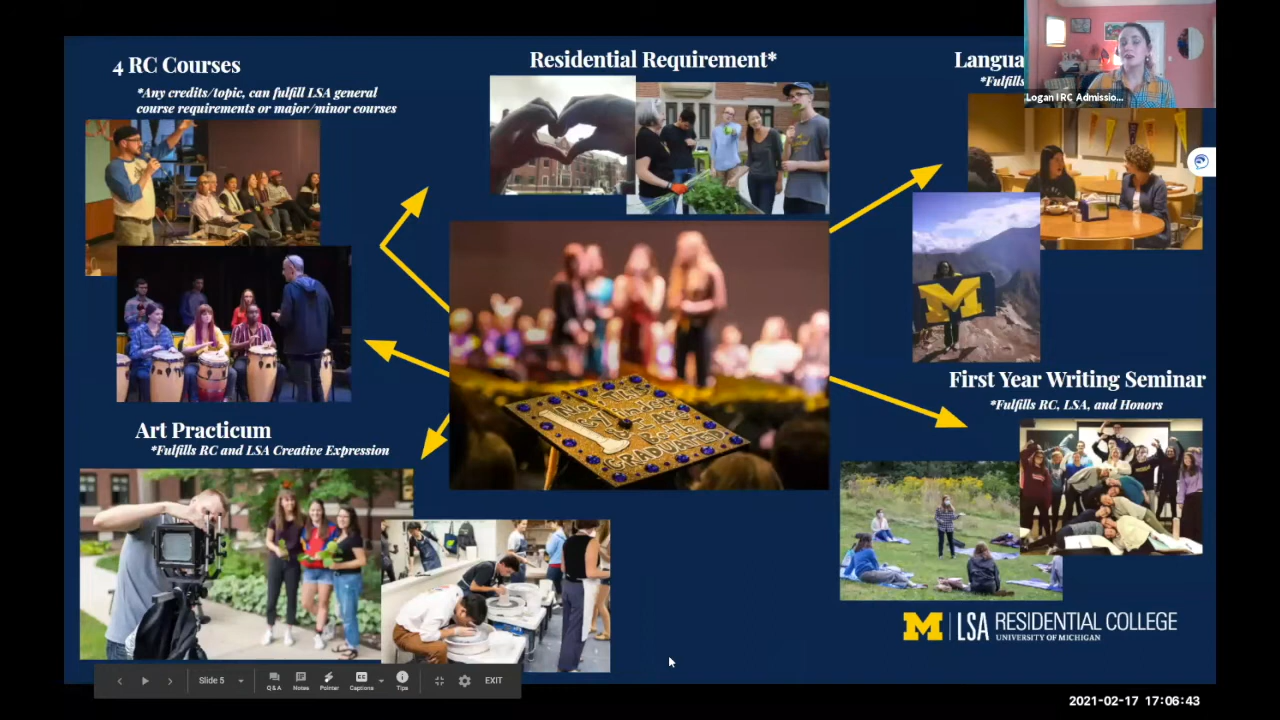 4 RC Courses
*Any credits/topic, can fulfill LSA general
course requirements or major/minor courses
Residential Requirement*
Langua
*Fulfills
Logan I RC Admissio...
M
First Year Writing Seminar
*Fulfills RC, LSA, and Honors
Art Practicum
*Fulfills RC and LSA Creative Expression
GRADUATED
M LSA RESIDENTIAL COLLEGE
UNIVERSITY OF MICHIGAN
Slide 5
Q&A
Notes
Pointer
CC
Captions
Tips
EXIT
2021-02-17 17:06:43